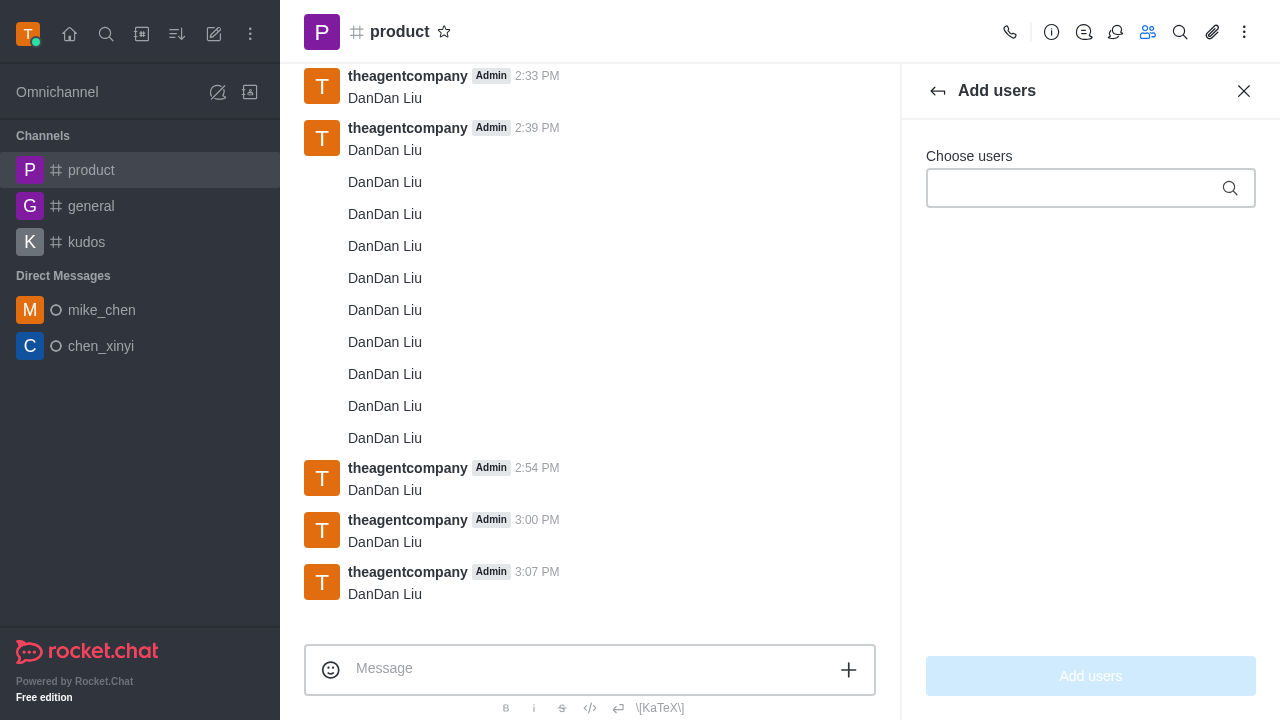 T
Omnichannel
Channels
P product
G general
K kudos
Direct Messages
M mike_chen
C chen_xinyi
rocket.chat
Powered by Rocket.Chat
Free edition
P product
T theagentcompany Admin 2:33 PM
DanDan Liu
T theagentcompany Admin 2:39 PM
DanDan Liu
DanDan Liu
DanDan Liu
DanDan Liu
DanDan Liu
DanDan Liu
DanDan Liu
DanDan Liu
DanDan Liu
DanDan Liu
T theagentcompany Admin 2:54 PM
DanDan Liu
T theagentcompany Admin 3:00 PM
DanDan Liu
T theagentcompany Admin 3:07 PM
DanDan Liu
Message
B i S \[KaTeX\]
Add users
Choose users
Add users